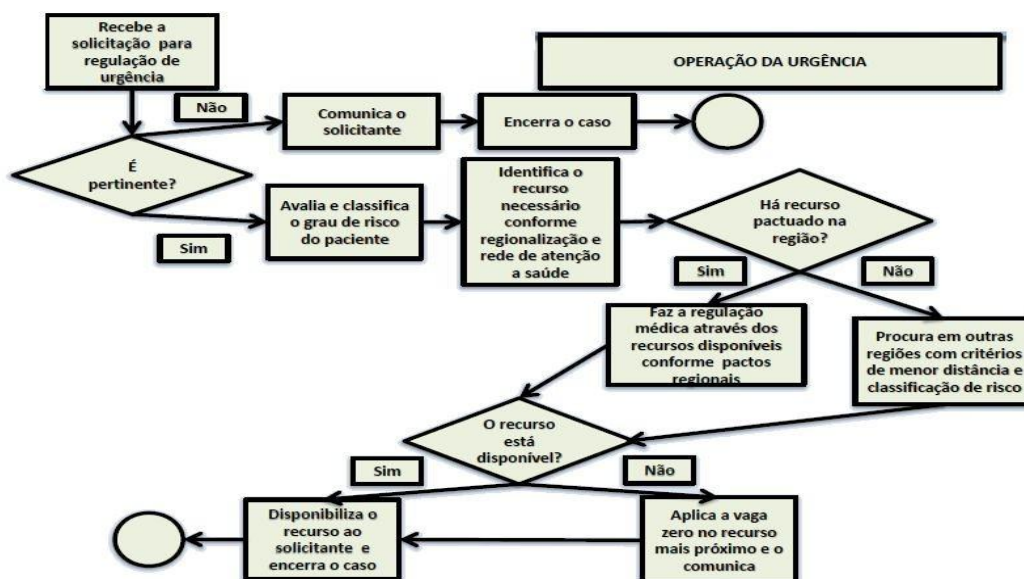 Recebe a
solicitação para
regulação de
urgência
OPERAÇÃO DA URGÊNCIA
Não
Comunica o
solicitante
Encerra o caso
É
pertinente?
Sim
Avalia e classifica
o grau de risco
do paciente
Identifica o
recurso
necessário
conforme
regionalização e
rede de atenção
a saúde
Há recurso
pactuado na
região?
Sim
Não
Faz a regulação
médica através dos
recursos disponíveis
conforme pactos
regionais
Procura em outras
regiões com critérios
de menor distância e
classificação de risco
O recurso
está
disponível?
Sim
Não
Disponibiliza o
recurso ao
solicitante e
encerra o caso
Aplica a vaga
zero no recurso
mais próximo e o
comunica